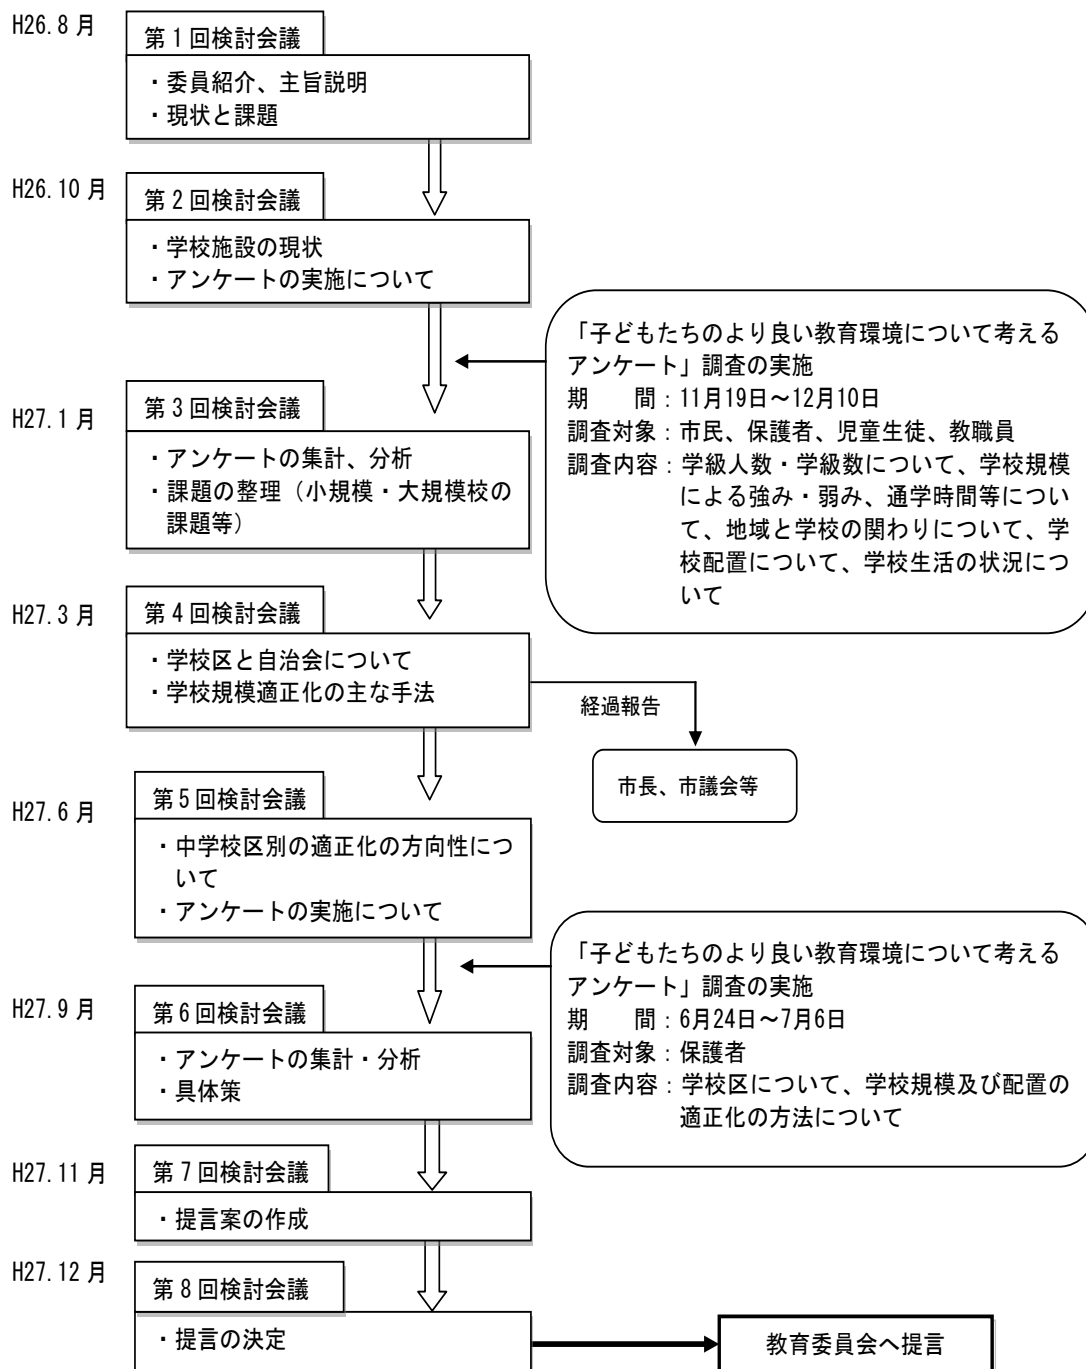 H26.8月
第1回検討会議
・委員紹介、主旨説明
・現状と課題
H26.10月
第2回検討会議
・学校施設の現状
・アンケートの実施について
「子どもたちのより良い教育環境について考える
アンケート」調査の実施
期　　間：11月19日～12月10日
調査対象：市民、保護者、児童生徒、教職員
調査内容：学級人数・学級数について、学校規模
による強み・弱み、通学時間等につい
て、地域と学校の関わりについて、学
校配置について、学校生活の状況につ
いて
H27.1月
第3回検討会議
・アンケートの集計、分析
・課題の整理（小規模・大規模校の
課題等）
H27.3月
第4回検討会議
・学校区と自治会について
・学校規模適正化の主な手法
経過報告
市長、市議会等
H27.6月
第5回検討会議
・中学校区別の適正化の方向性につ
いて
・アンケートの実施について
「子どもたちのより良い教育環境について考える
アンケート」調査の実施
期　　間：6月24日～7月6日
調査対象：保護者
調査内容：学校区について、学校規模及び配置の
適正化の方法について
H27.9月
第6回検討会議
・アンケートの集計・分析
・具体策
H27.11月
第7回検討会議
・提言案の作成
H27.12月
第8回検討会議
・提言の決定
教育委員会へ提言